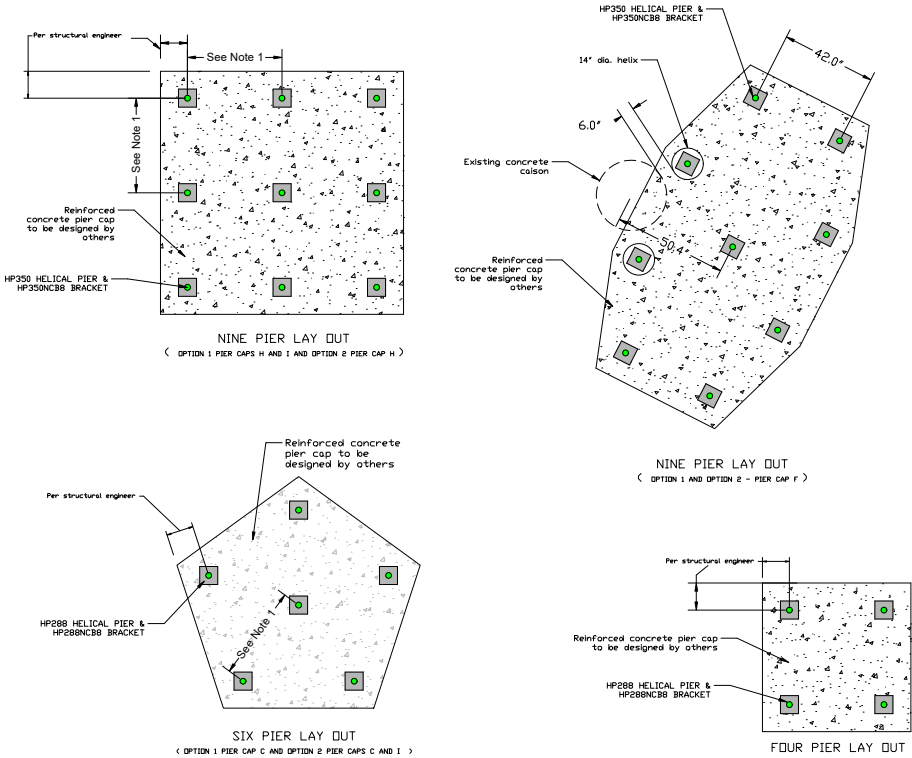 Per structural engineer
See Note 1
See Note 1
Reinforced
concrete pier cap
to be designed by
others
HP350 HELICAL PIER &
HP350NCB8 BRACKET
NINE PIER LAY OUT
( OPTION 1 PIER CAPS H AND I AND OPTION 2 PIER CAP H )
HP350 HELICAL PIER &
HP350NCB8 BRACKET
42.0"
14" dia. helix
6.0"
Existing concrete
caison
50.4"
Reinforced
concrete pier cap
to be designed by
others
NINE PIER LAY OUT
( OPTION 1 AND OPTION 2 - PIER CAP F )
Reinforced concrete
pier cap to be
designed by others
Per structural engineer
HP288 HELICAL PIER &
HP288NCB8 BRACKET
See Note 1
SIX PIER LAY OUT
( OPTION 1 PIER CAP C AND OPTION 2 PIER CAPS C AND I )
Per structural engineer
Reinforced concrete pier cap
to be designed by others
HP288 HELICAL PIER &
HP288NCB8 BRACKET
FOUR PIER LAY OUT